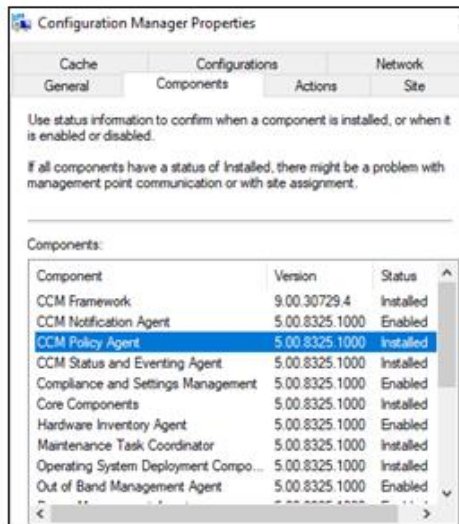 Configuration Manager Properties
Cache Configurations Network
General Components Actions Site
Use status information to confirm when a component is installed, or when it
is enabled or disabled.
If all components have a status of Installed, there might be a problem with
management point communication or with site assignment.
Components:
Component Version Status
CCM Framework 9.00.30729.4 Installed
CCM Notification Agent 5.00.8325.1000 Enabled
CCM Policy Agent 5.00.8325.1000 Installed
CCM Status and Eventing Agent 5.00.8325.1000 Installed
Compliance and Settings Management 5.00.8325.1000 Enabled
Core Components 5.00.8325.1000 Installed
Hardware Inventory Agent 5.00.8325.1000 Enabled
Maintenance Task Coordinator 5.00.8325.1000 Installed
Operating System Deployment Compo... 5.00.8325.1000 Installed
Out of Band Management Agent 5.00.8325.1000 Enabled